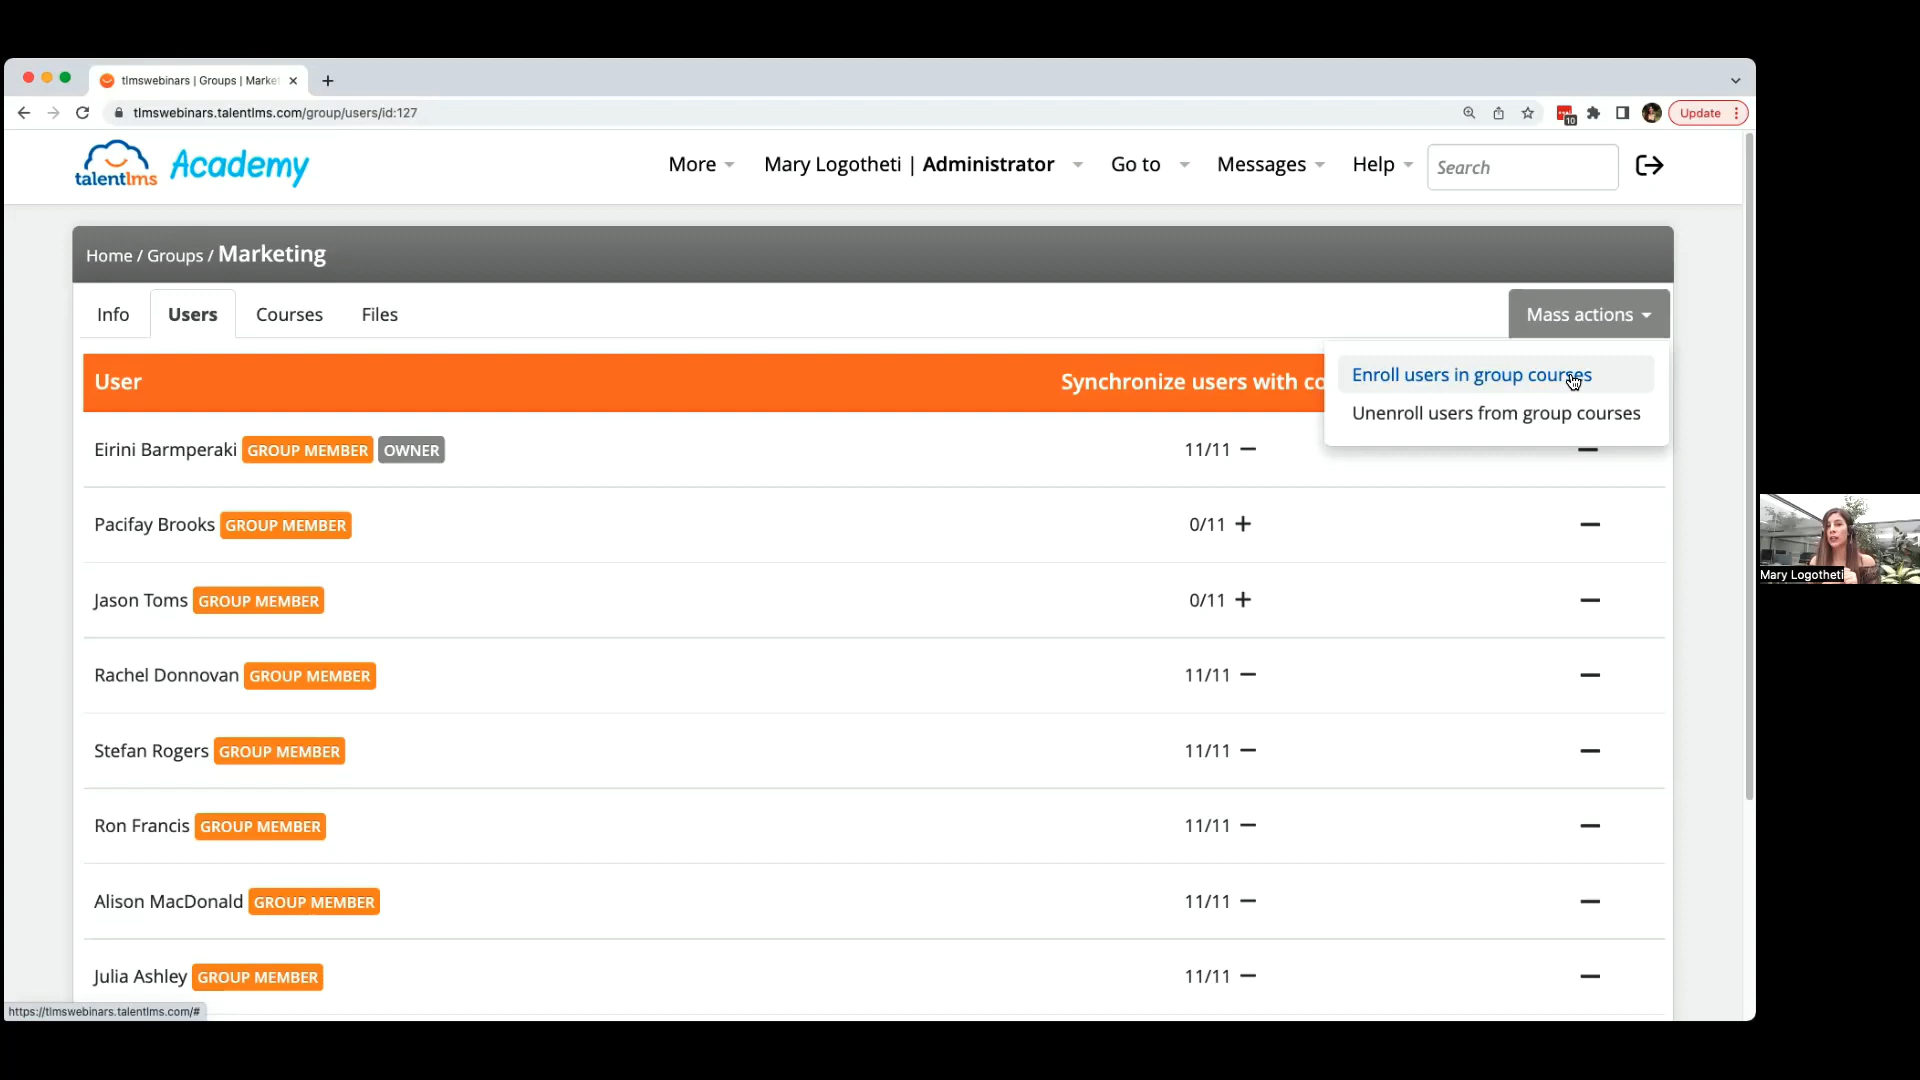 tlmswebinars | Groups | Marke
tlmswebinars.talentlms.com/group/users/id:127
10
Update
talentlms Academy
More
Mary Logotheti | Administrator
Go to
Messages
Help
Search
Home / Groups / Marketing
Info
Users
Courses
Files
Mass actions
Enroll users in group courses
Unenroll users from group courses
User
Synchronize users with co
Eirini Barmperaki GROUP MEMBER OWNER 11/11
Pacifay Brooks GROUP MEMBER 0/11
Jason Toms GROUP MEMBER 0/11
Rachel Donnovan GROUP MEMBER 11/11
Stefan Rogers GROUP MEMBER 11/11
Ron Francis GROUP MEMBER 11/11
Alison MacDonald GROUP MEMBER 11/11
Julia Ashley GROUP MEMBER 11/11
https://tlmswebinars.talentlms.com/#
Mary Logotheti